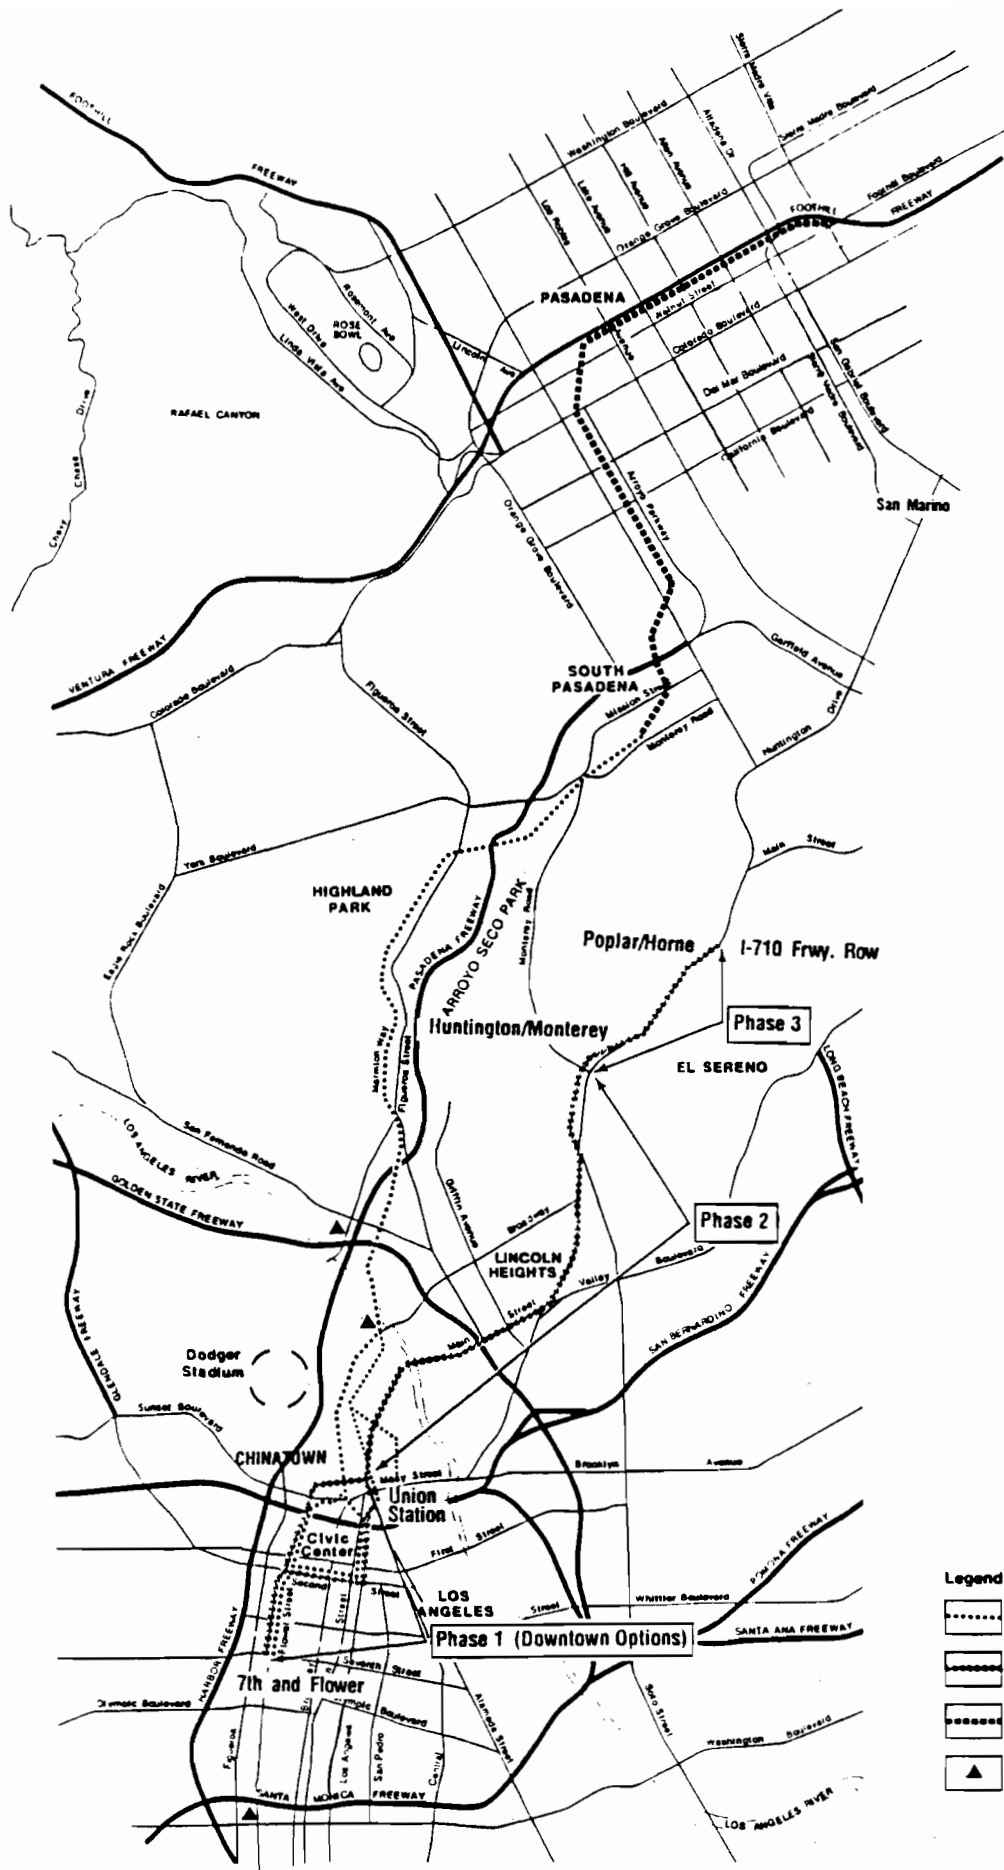 FOOTHILL
FREEWAY
Sierra Madre Villa
Sierra Madre Boulevard
Washington Boulevard
Altadena Dr
Allen Avenue
Hill Avenue
Lake Avenue
Los Robles
Orange Grove Boulevard
Foothill Boulevard
FOOTHILL
FREEWAY
PASADENA
Walnut Street
Avenue
Colorado Boulevard
Rosemont Ave
ROSE
BOWL
West Drive
Linda Vista Ave
Lincoln Ave
Del Mar Boulevard
San Gabriel Boulevard
Sierra Madre Boulevard
California Boulevard
RAFAEL CANYON
Chevy Chase Drive
San Marino
Arroyo Parkway
Orange Grove Boulevard
VENTURA FREEWAY
Colorado Boulevard
Figueroa Street
SOUTH
PASADENA
Garfield Avenue
Mission Street
Monterey Road
Huntington Drive
York Boulevard
Main Street
HIGHLAND
PARK
Eagle Rock Boulevard
PASADENA FREEWAY
ARROYO SECO PARK
Monterey Road
Poplar/Horne
I-710 Frwy. Row
Phase 3
Huntington/Monterey
Marmion Way
Figueroa Street
EL SERENO
LONG BEACH FREEWAY
San Fernando Road
LOS ANGELES RIVER
GOLDEN STATE FREEWAY
Griffin Avenue
Broadway
Phase 2
LINCOLN
HEIGHTS
Valley Boulevard
Main Street
SAN BERNARDINO FREEWAY
GLENDALE FREEWAY
Dodger
Stadium
Sunset Boulevard
CHINATOWN
Macy Street
Brooklyn Avenue
Union
Station
Civic
Center
First Street
POMONA FREEWAY
Second Street
Flower Street
Street
LOS
ANGELES
Street
Whittier Boulevard
Legend
HARBOR FREEWAY
Phase 1 (Downtown Options)
SANTA ANA FREEWAY
Seventh Street
7th and Flower
Olympic Boulevard
Olympic Boulevard
Alameda Street
Soto Street
Washington Boulevard
Figueroa
Los Angeles
San Pedro
Central
SANTA MONICA FREEWAY
LOS ANGELES RIVER